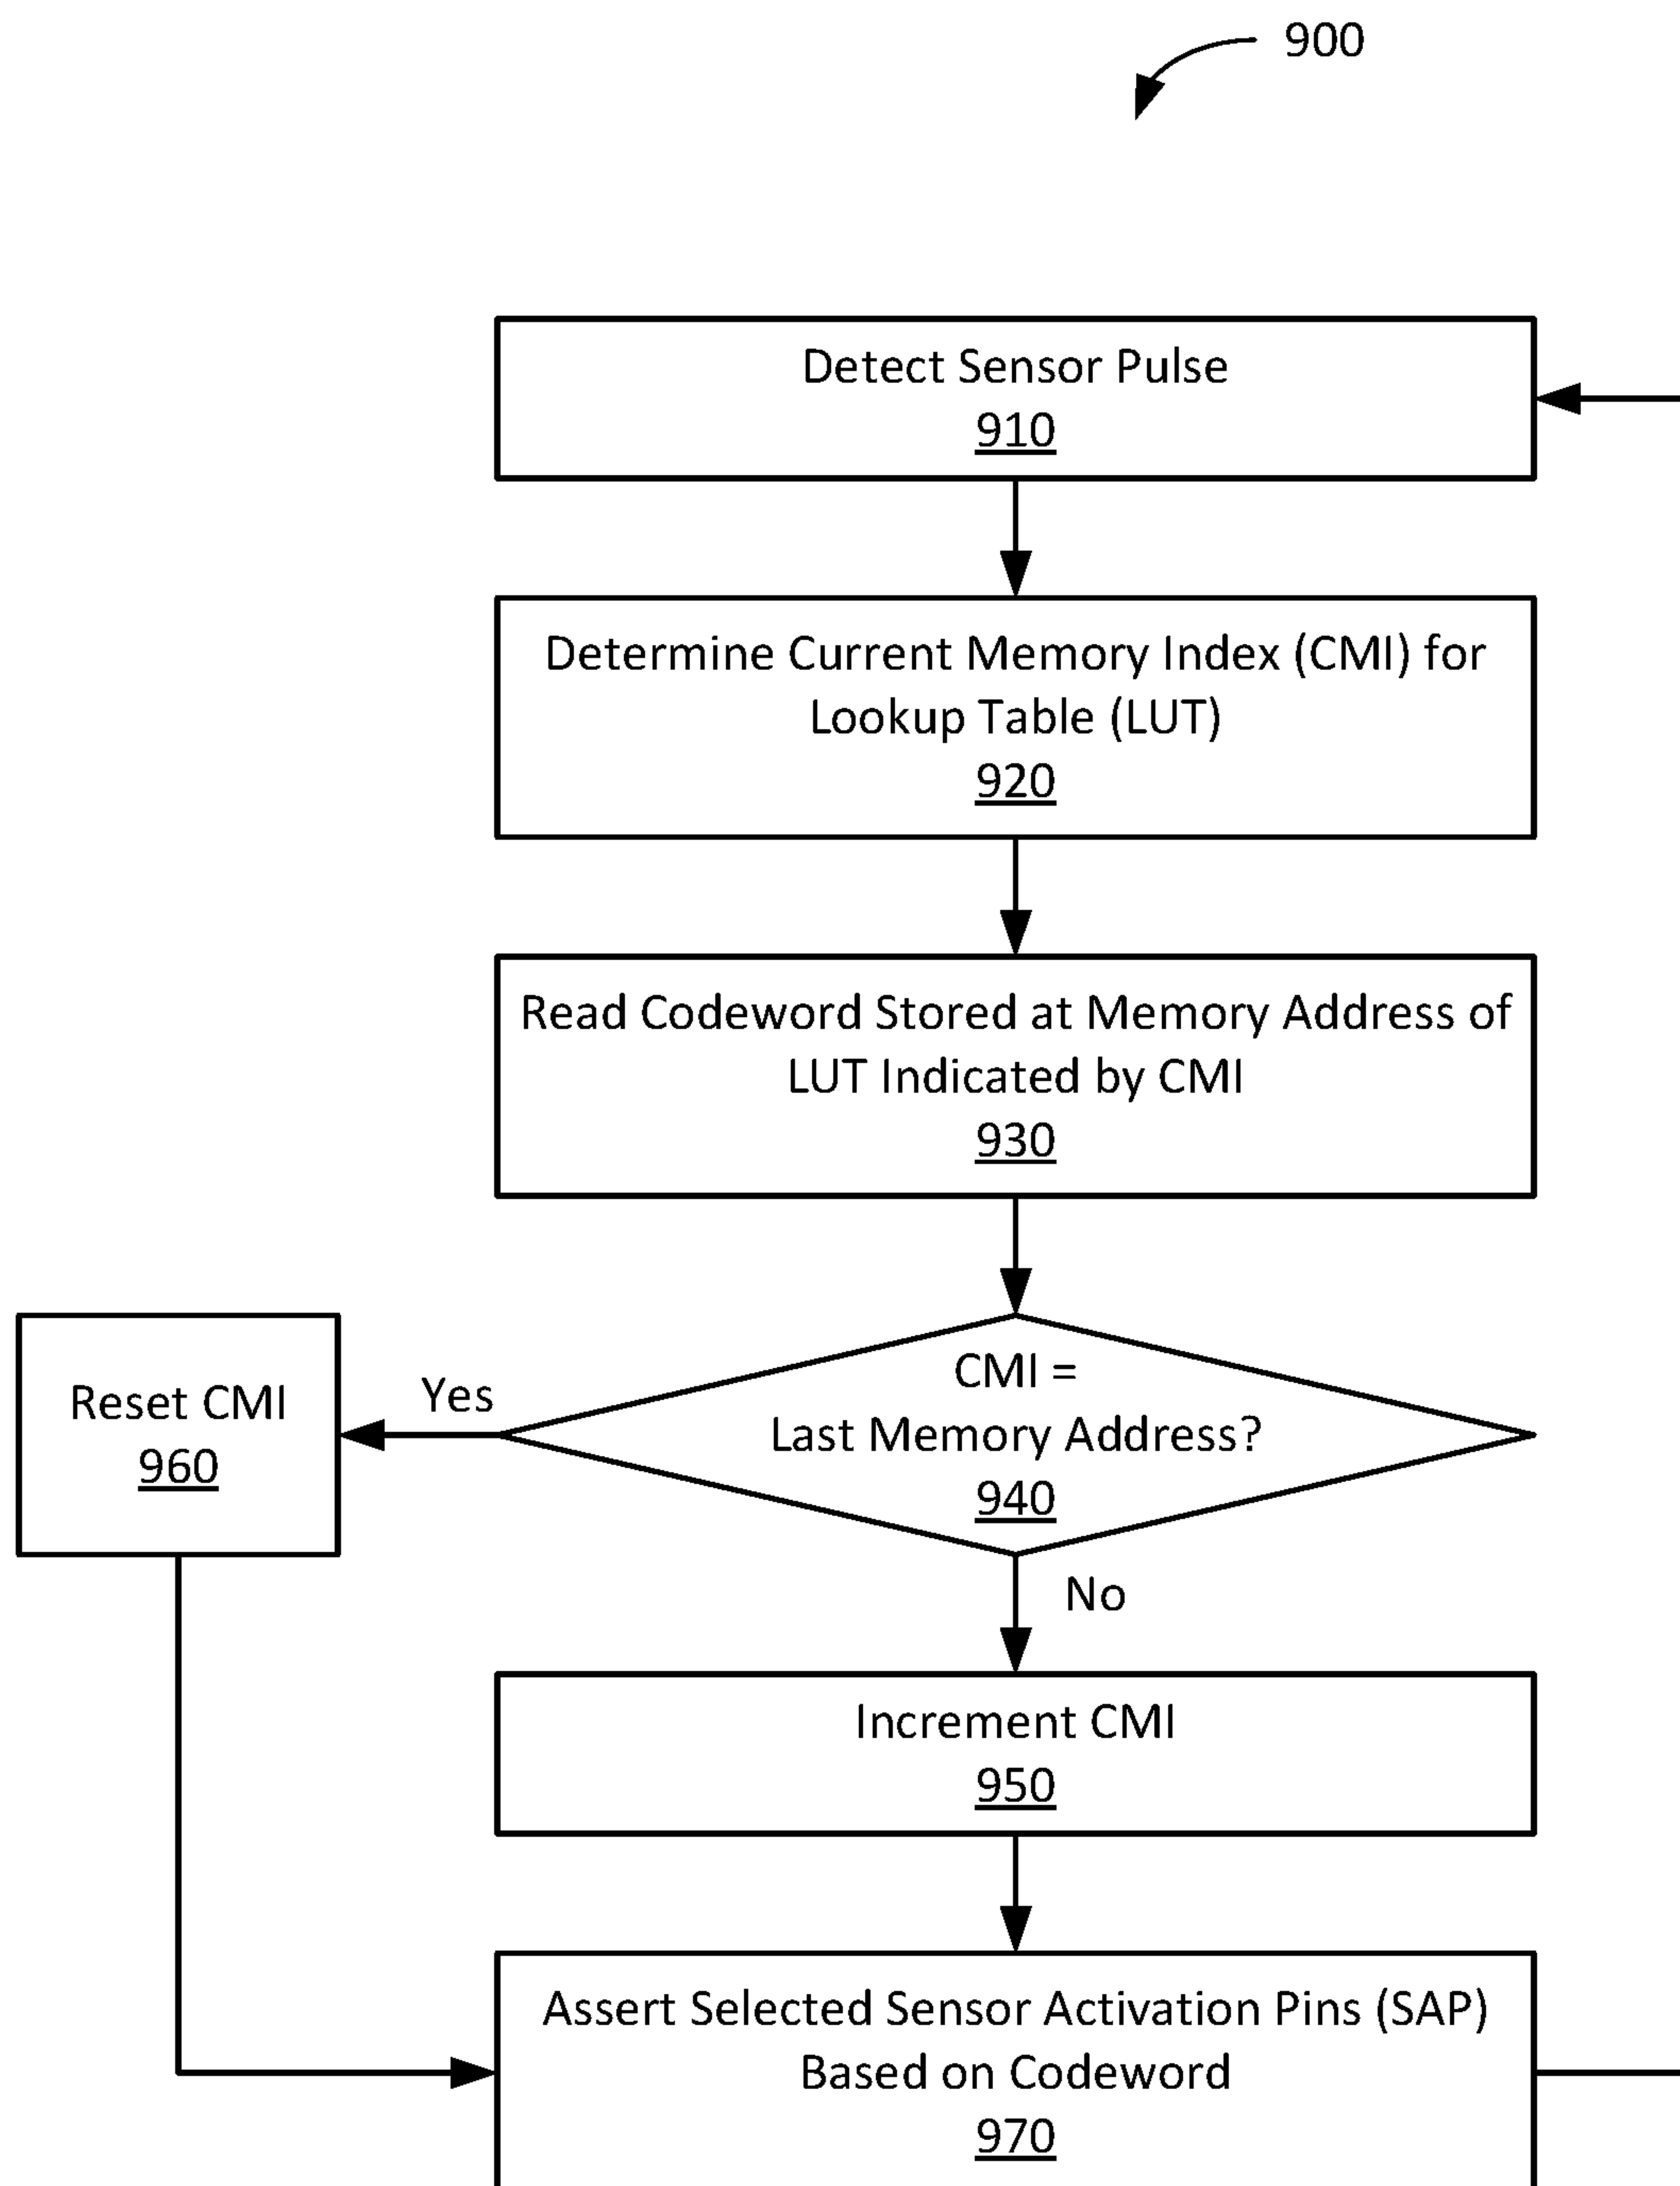 900
Detect Sensor Pulse
910
Determine Current Memory Index (CMI) for
Lookup Table (LUT)
920
Read Codeword Stored at Memory Address of
LUT Indicated by CMI
930
CMI =
Last Memory Address?
940
Yes
Reset CMI
960
No
Increment CMI
950
Assert Selected Sensor Activation Pins (SAP)
Based on Codeword
970